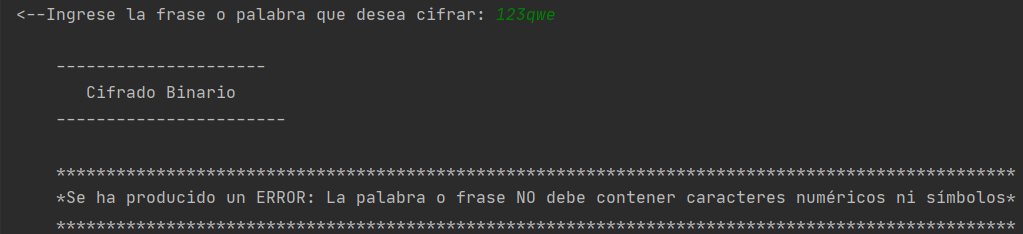 <--Ingrese la frase o palabra que desea cifrar: 123qwe
---------------------
Cifrado Binario
-----------------------
************************************************************************************************
*Se ha producido un ERROR: La palabra o frase NO debe contener caracteres numéricos ni símbolos*
************************************************************************************************